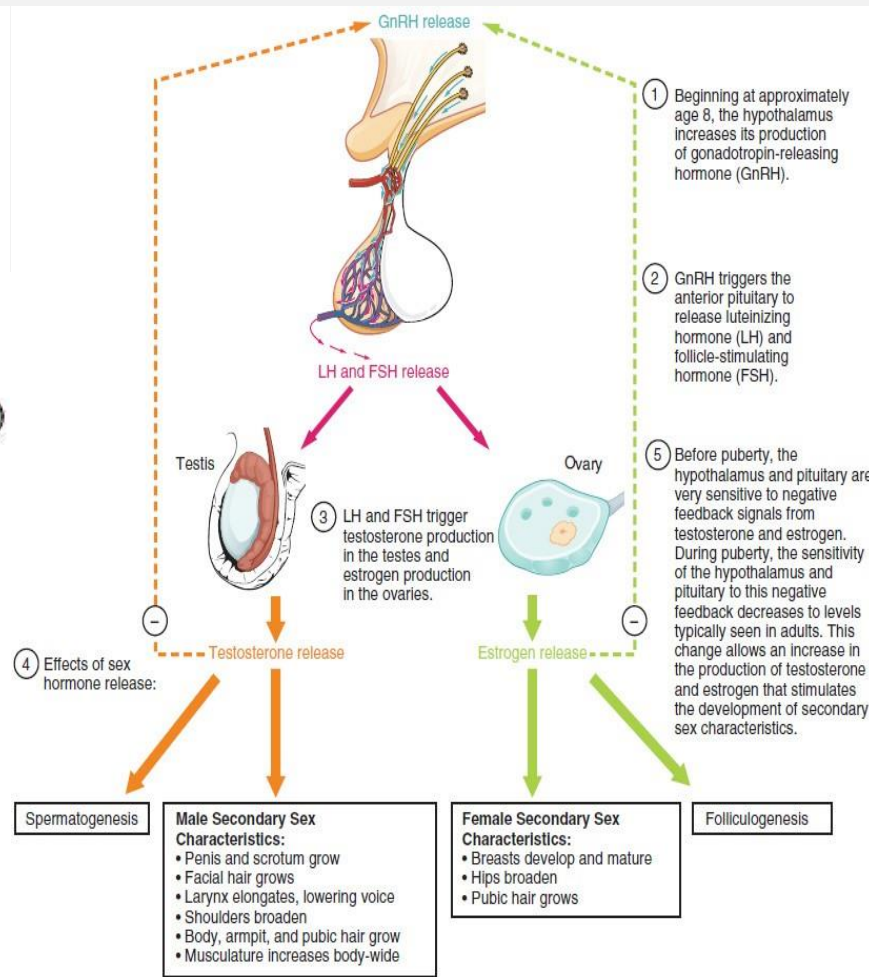 GnRH release
1 Beginning at approximately
age 8, the hypothalamus
increases its production
of gonadotropin-releasing
hormone (GnRH).
2 GnRH triggers the
anterior pituitary to
release luteinizing
hormone (LH) and
follicle-stimulating
hormone (FSH).
LH and FSH release
Testis
Ovary
3 LH and FSH trigger
testosterone production
in the testes and
estrogen production
in the ovaries.
5 Before puberty, the
hypothalamus and pituitary are
very sensitive to negative
feedback signals from
testosterone and estrogen.
During puberty, the sensitivity
of the hypothalamus and
pituitary to this negative
feedback decreases to levels
typically seen in adults. This
change allows an increase in
the production of testosterone
and estrogen that stimulates
the development of secondary
sex characteristics.
–
–
Testosterone release
Estrogen release
4 Effects of sex
hormone release:
Spermatogenesis
Male Secondary Sex
Characteristics:
• Penis and scrotum grow
• Facial hair grows
• Larynx elongates, lowering voice
• Shoulders broaden
• Body, armpit, and pubic hair grow
• Musculature increases body-wide
Female Secondary Sex
Characteristics:
• Breasts develop and mature
• Hips broaden
• Pubic hair grows
Folliculogenesis